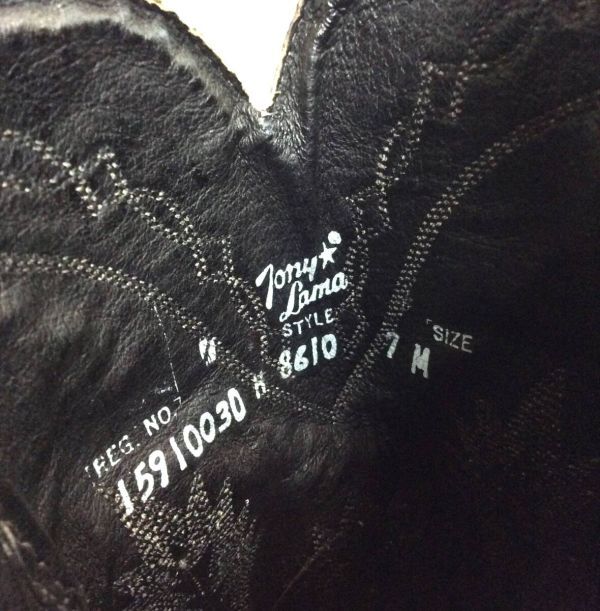 Tony
Lama
STYLE
H 8610
SIZE
7 M
REG. NO.
15910030